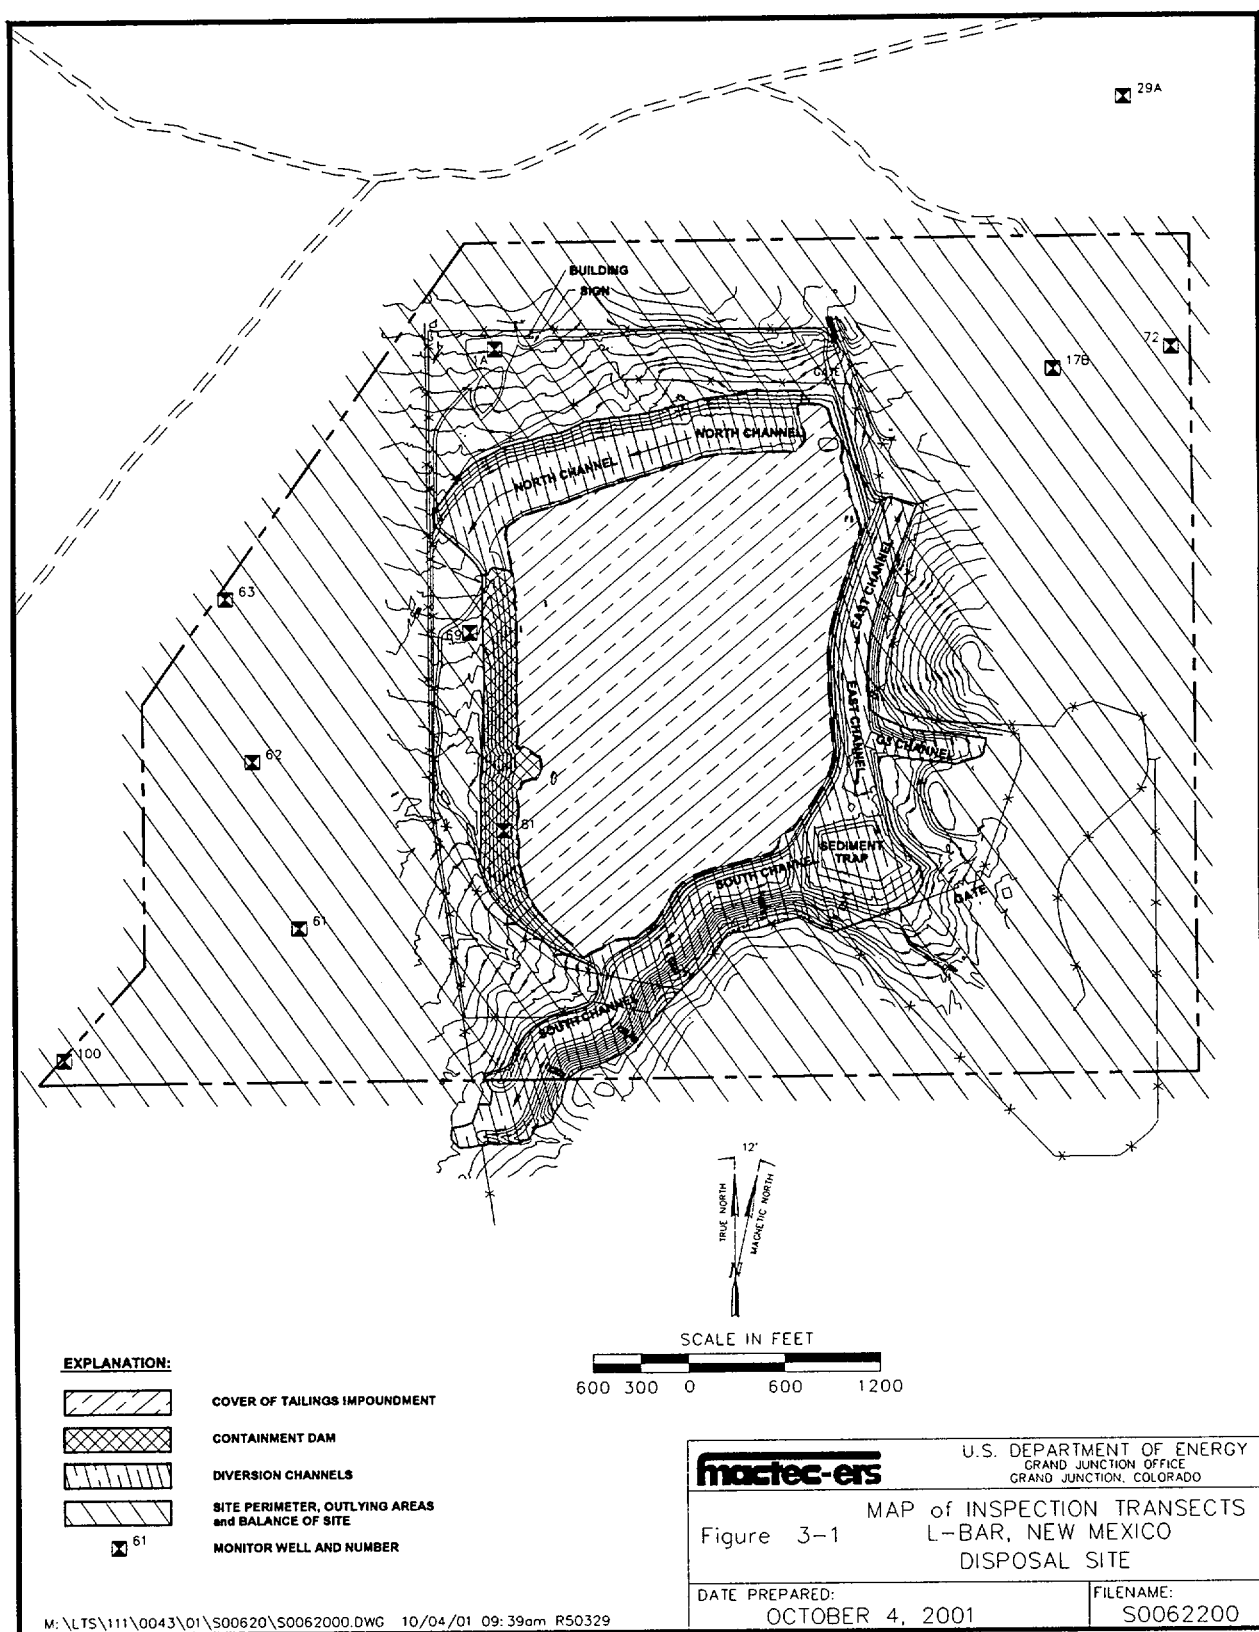 29A
BUILDING
SIGN
1A
72
17B
GATE
NORTH CHANNEL
NORTH CHANNEL
63
69
EAST CHANNEL
EAST CHANNEL
62
81
SEDIMENT
TRAP
SOUTH CHANNEL
GATE
61
SOUTH CHANNEL
100
12°
TRUE NORTH
MAGNETIC NORTH
N
SCALE IN FEET
600 300 0 600 1200
EXPLANATION:
COVER OF TAILINGS IMPOUNDMENT
CONTAINMENT DAM
DIVERSION CHANNELS
SITE PERIMETER, OUTLYING AREAS
and BALANCE OF SITE
61
MONITOR WELL AND NUMBER
mactec-ers
U.S. DEPARTMENT OF ENERGY
GRAND JUNCTION OFFICE
GRAND JUNCTION, COLORADO
Figure 3-1
MAP of INSPECTION TRANSECTS
L-BAR, NEW MEXICO
DISPOSAL SITE
DATE PREPARED:
OCTOBER 4, 2001
FILENAME:
S0062200
M:\LTS\111\0043\01\S00620\S0062000.DWG 10/04/01 09:39am R50329